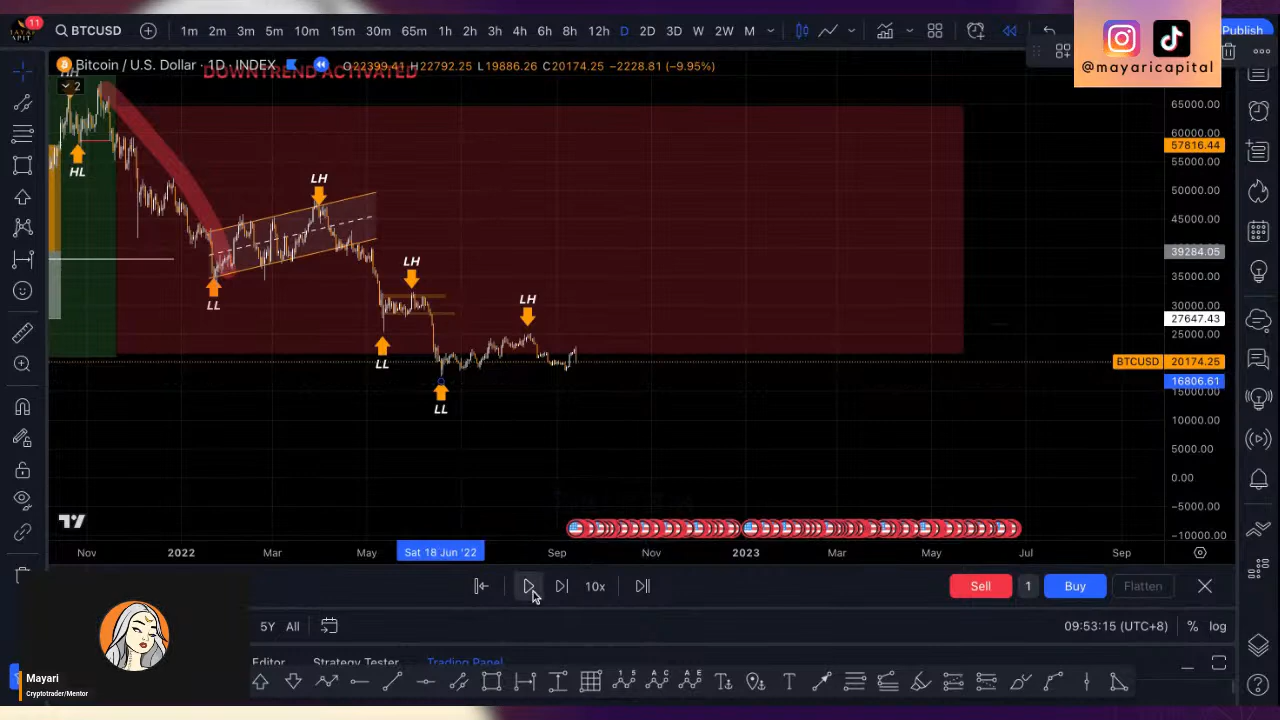 11
BTCUSD
1m 2m 3m 5m 10m 15m 30m 65m 1h 2h 3h 4h 6h 8h 12h D 2D 3D W 2W M
Publish
@mayaricapital
Bitcoin / U.S. Dollar · 1D · INDEX
O22399.41 H22792.25 L19886.26 C20174.25 −2228.81 (−9.95%)
DOWNTREND ACTIVATED
HH
2
HL
LL
LH
LH
LL
LH
LL
65000.00
60000.00
57816.44
55000.00
50000.00
45000.00
39284.05
35000.00
30000.00
27647.43
25000.00
BTCUSD 20174.25
16806.61
15000.00
10000.00
5000.00
0.00
−5000.00
−10000.00
Nov 2022 Mar May Sat 18 Jun '22 Sep Nov 2023 Mar May Jul Sep
10x
Sell 1 Buy Flatten
5Y All
09:53:15 (UTC+8) % log
Editor Strategy Tester Trading Panel
Mayari
Cryptotrader/Mentor